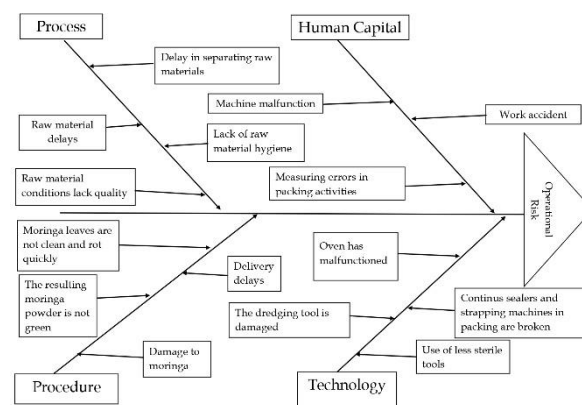 Process
Human Capital
Delay in separating raw
materials
Machine malfunction
Work accident
Raw material
delays
Lack of raw
material hygiene
Raw material
conditions lack quality
Measuring errors in
packing activities
Operational
Risk
Moringa leaves are
not clean and rot
quickly
Oven has
malfunctioned
Delivery
delays
The resulting
moringa
powder is not
green
The dredging tool is
damaged
Continus sealers and
strapping machines in
packing are broken
Damage to
moringa
Use of less sterile
tools
Procedure
Technology